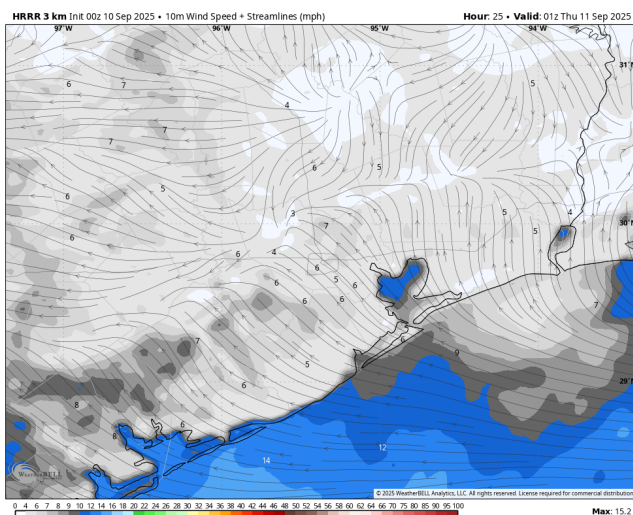 HRRR 3 km Init 00z 10 Sep 2025 • 10m Wind Speed + Streamlines (mph) Hour: 25 • Valid: 01z Thu 11 Sep 2025
97°W 96°W 95°W 94°W
31°N
6 7 4 5
7
7
6 5
6 5
3 5 4
7 5
6 6 4 30°N
6 5 6
6 6 6
7
7 9
6
5
6 29°N
8
6
8
12
14
WeatherBELL
© 2025 WeatherBELL Analytics, LLC. All rights reserved. License required for commercial distribution
0 4 6 7 8 9 10 12 14 16 18 20 22 24 26 28 30 32 34 36 38 40 42 44 46 48 50 52 54 56 58 60 62 64 66 70 75 80 85 90 95 100
Max: 15.2